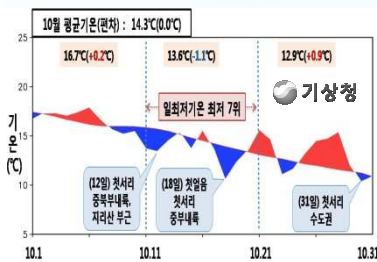 10월 평균기온(편차) : 14.3℃(0.0℃)
25
16.7℃(+0.2℃)
13.6℃(-1.1℃)
12.9℃(+0.9℃)
기상청
20
일최저기온 최저 7위
기온(℃)
15
(12일) 첫서리
중북부내륙,
지리산 부근
(18일) 첫얼음
첫서리
중부내륙
(31일) 첫서리
수도권
10
5
10.1
10.11
10.21
10.31